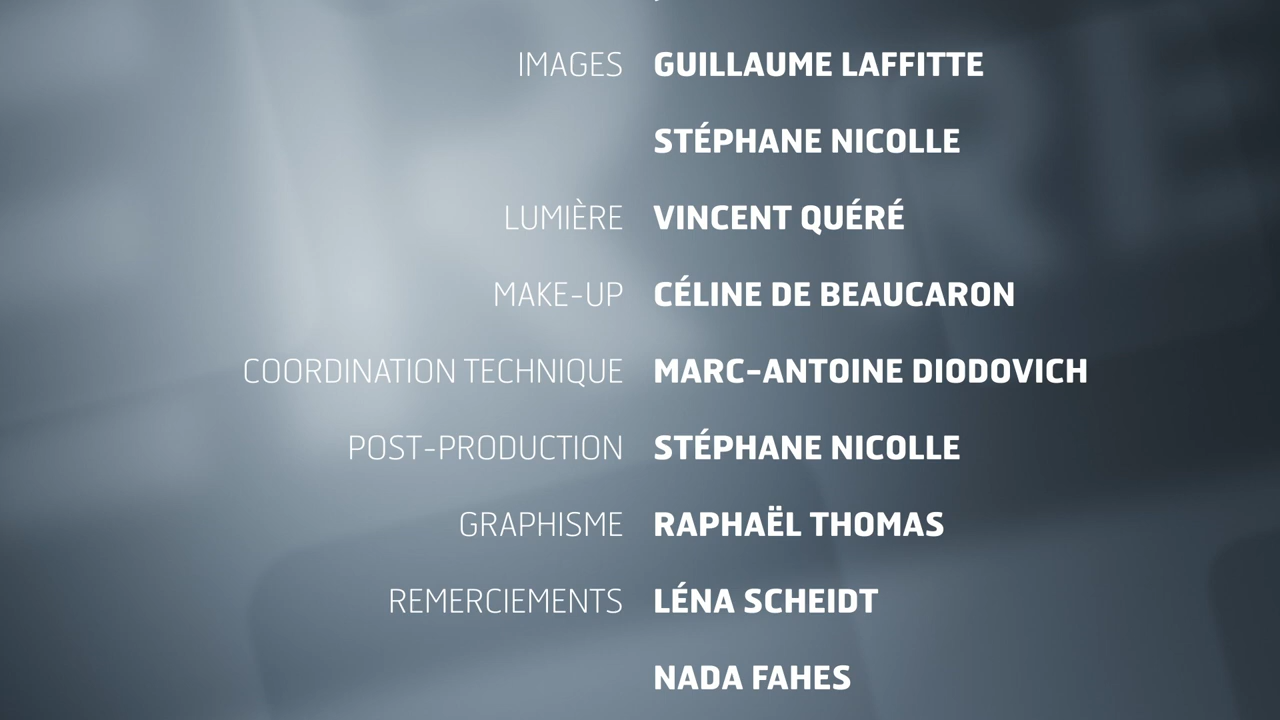 IMAGES GUILLAUME LAFFITTE
STÉPHANE NICOLLE
LUMIÈRE VINCENT QUÉRÉ
MAKE-UP CÉLINE DE BEAUCARON
COORDINATION TECHNIQUE MARC-ANTOINE DIODOVICH
POST-PRODUCTION STÉPHANE NICOLLE
GRAPHISME RAPHAËL THOMAS
REMERCIEMENTS LÉNA SCHEIDT
NADA FAHES